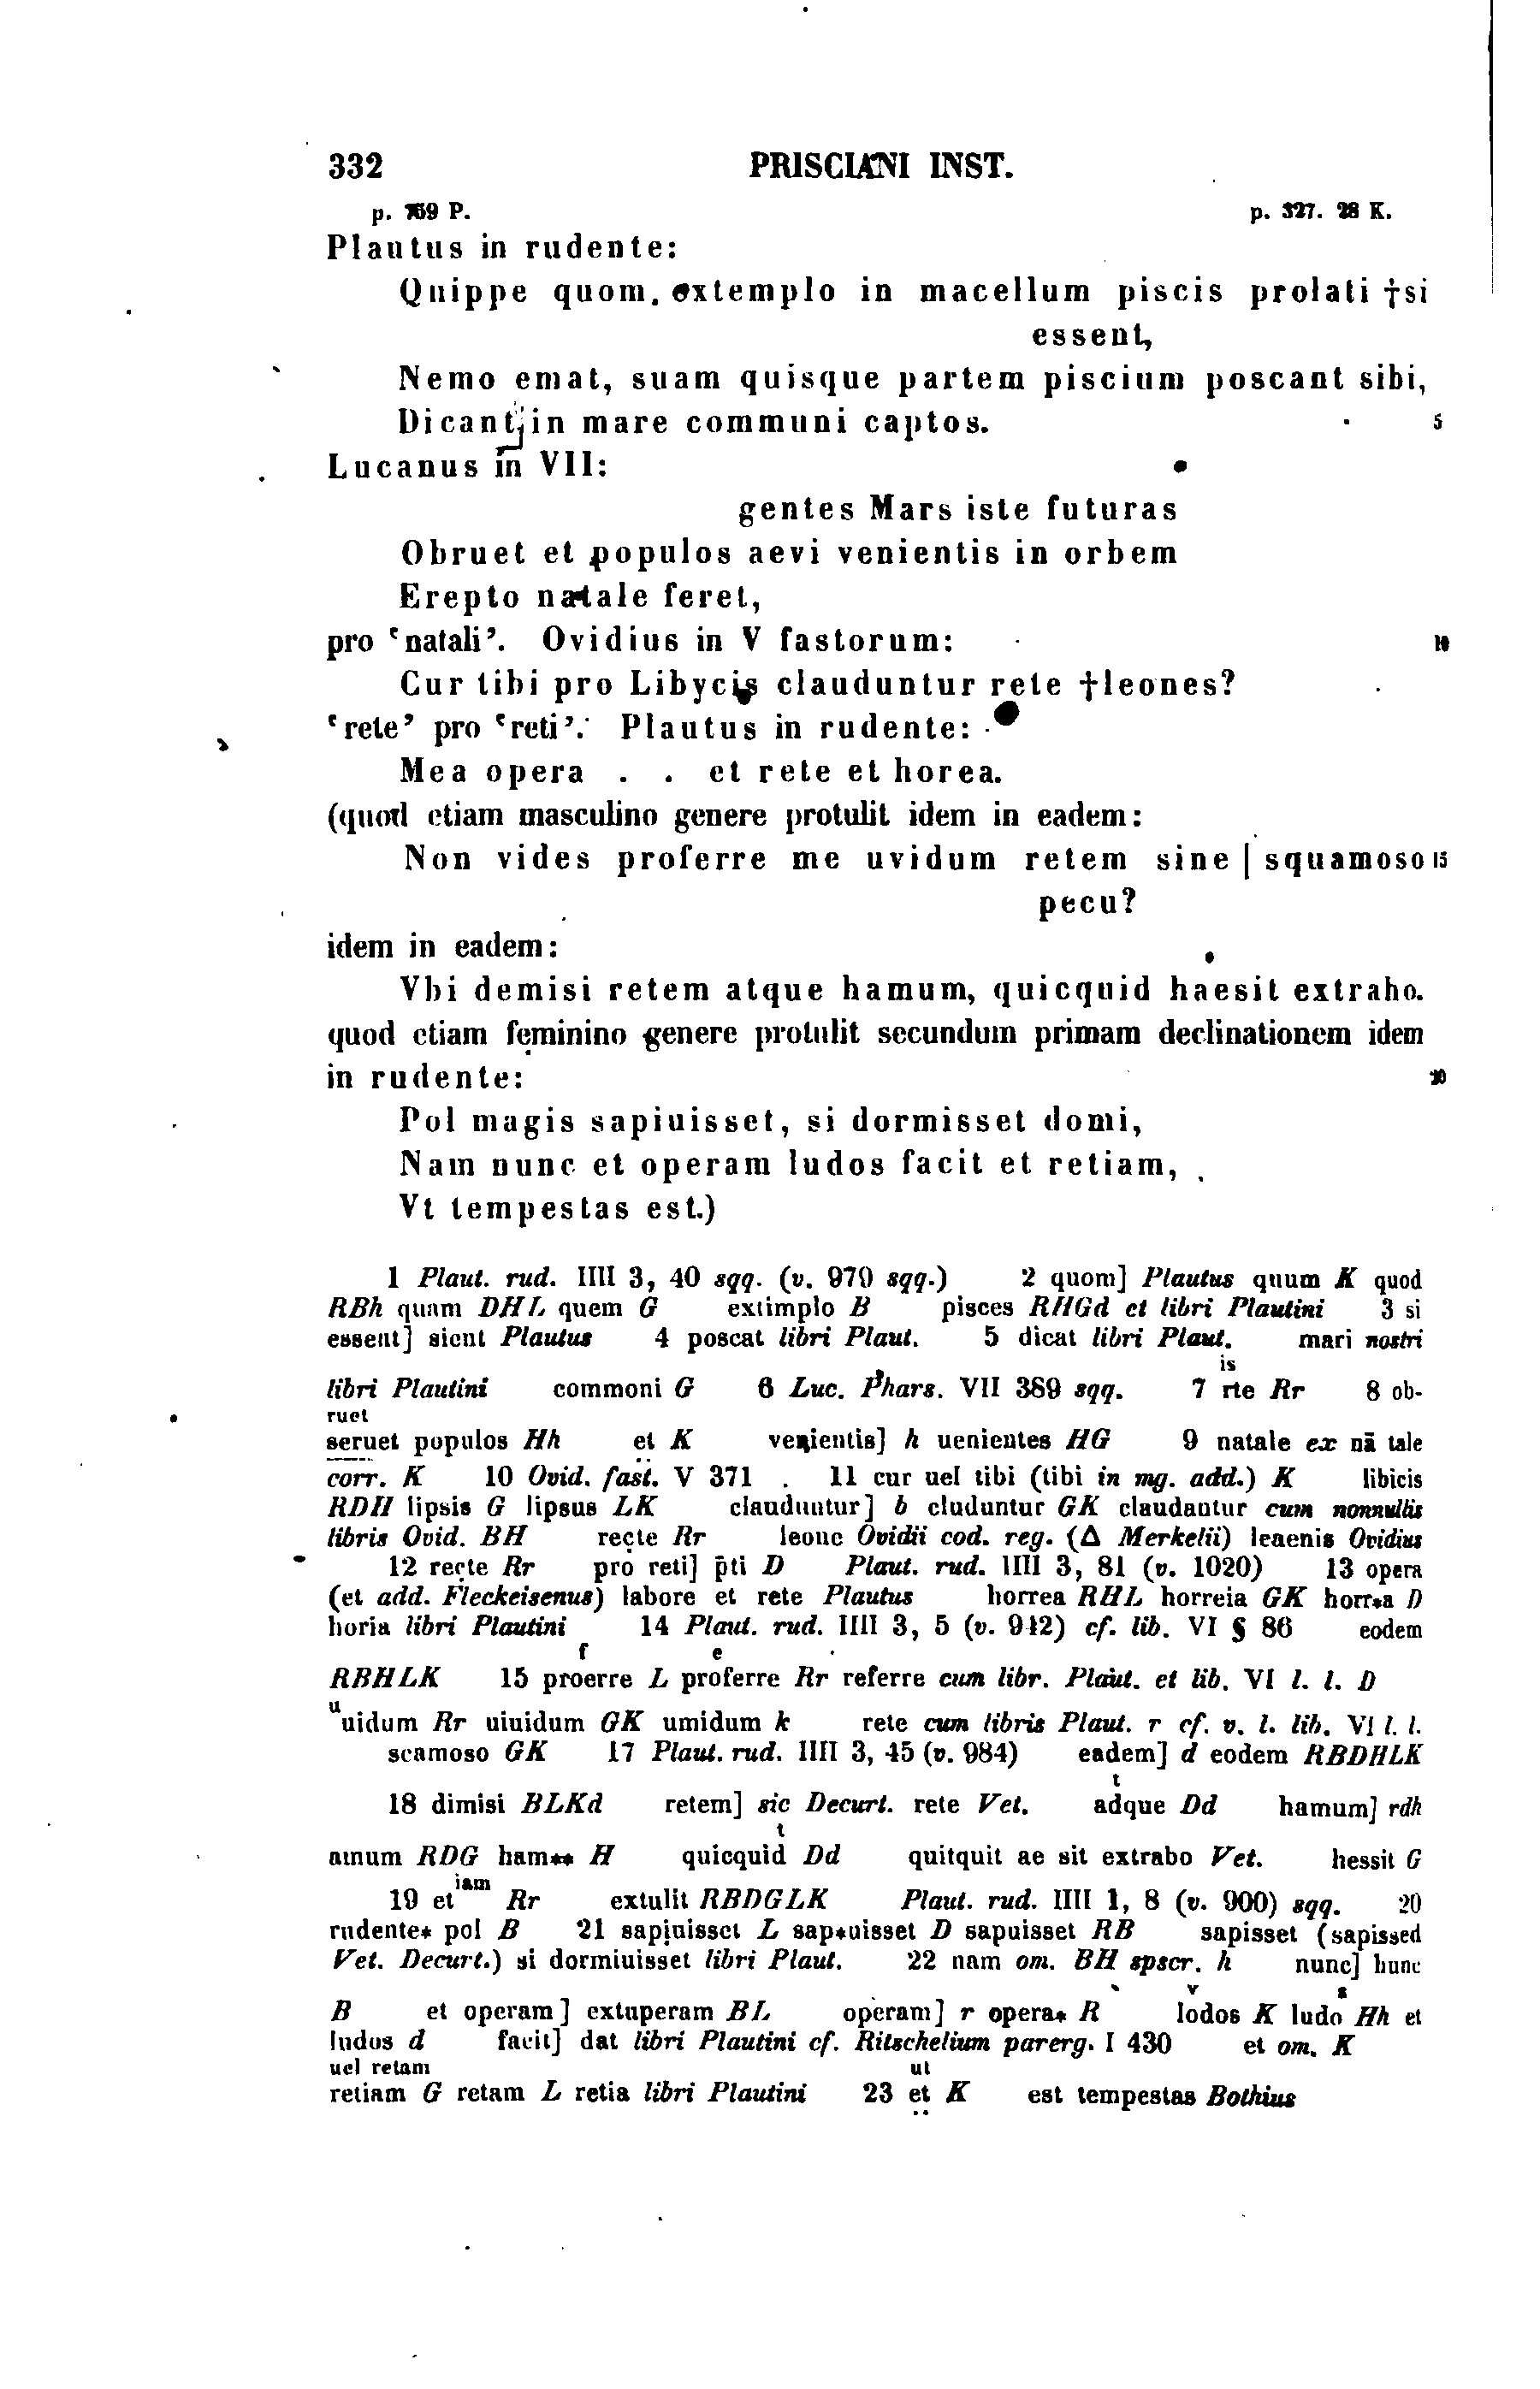 332 PRISCIANI INST.
p. 759 P. p. 327. 28 K.
Plautus in rudente:
Quippe quom extemplo in macellum piscis prolati †si
essent,
Nemo emat, suam quisque partem piscium poscant sibi,
Dicant in mare communi captos. 5
Lucanus in VII:
gentes Mars iste futuras
Obruet et populos aevi venientis in orbem
Erepto natale feret,
pro ‘natali’. Ovidius in V fastorum: 10
Cur tibi pro Libycis clauduntur rete †leones?
‘rete’ pro ‘reti’. Plautus in rudente:
Mea opera . . et rete et horea.
(quod etiam masculino genere protulit idem in eadem:
Non vides proferre me uvidum retem sine | squamoso 15
pecu?
idem in eadem:
Vbi demisi retem atque hamum, quicquid haesit extraho.
quod etiam feminino genere protulit secundum primam declinationem idem
in rudente: 20
Pol magis sapiuisset, si dormisset domi,
Nam nunc et operam ludos facit et retiam,
Vt tempestas est.)
1 Plaut. rud. IIII 3, 40 sqq. (v. 979 sqq.) 2 quom] Plautus quum K quod
RBh quam DHL quem G extimplo B pisces RHGd et libri Plautini 3 si
essent] sient Plautus 4 poscat libri Plaut. 5 dicat libri Plaut. mari nostri
is
libri Plautini commoni G 6 Luc. Phars. VII 389 sqq. 7 rte Rr 8 ob-
ruet
seruet populos Hh et K venientis] h uenientes HG 9 natale ex nā tale
corr. K 10 Ovid. fast. V 371 . 11 cur uel tibi (tibi in mg. add.) K libicis
RDH lipsis G lipsus LK clauduntur] b cluduntur GK claudantur cum nonnullis
libris Ovid. BH recte Rr leone Ovidii cod. reg. (Δ Merkelii) leaenis Ovidius
12 recte Rr pro reti] p̄ti D Plaut. rud. IIII 3, 81 (v. 1020) 13 opera
(et add. Fleckeisenus) labore et rete Plautus horrea RHL horreia GK horr*a D
horia libri Plautini 14 Plaut. rud. IIII 3, 5 (v. 942) cf. lib. VI § 86 eodem
f e
RBHLK 15 proerre L proferre Rr referre cum libr. Plaut. et lib. VI l. l. D
u
uidum Rr uiuidum GK umidum k rete cum libris Plaut. r cf. v. l. lib. VI l. l.
scamoso GK 17 Plaut. rud. IIII 3, 45 (v. 984) eadem] d eodem RBDHLK
t
18 dimisi BLKd retem] sic Decurt. rete Vet. adque Dd hamum] rdh
t
amum RDG ham** H quicquid Dd quitquit ae sit extrabo Vet. hessit G
iam
19 et Rr extulit RBDGLK Plaut. rud. IIII 1, 8 (v. 900) sqq. 20
rudente* pol B 21 sapiuisset L sap*uisset D sapuisset RB sapisset (sapissed
Vet. Decurt.) si dormiuisset libri Plaut. 22 nam om. BH spscr. h nunc] hunc
v s
B et operam] extuperam BL operam] r opera* R lodos K ludo Hh et
ludus d facit] dat libri Plautini cf. Ritschelium parerg. I 430 et om. K
uel retam ut
retiam G retam L retia libri Plautini 23 et K est tempestas Bothius